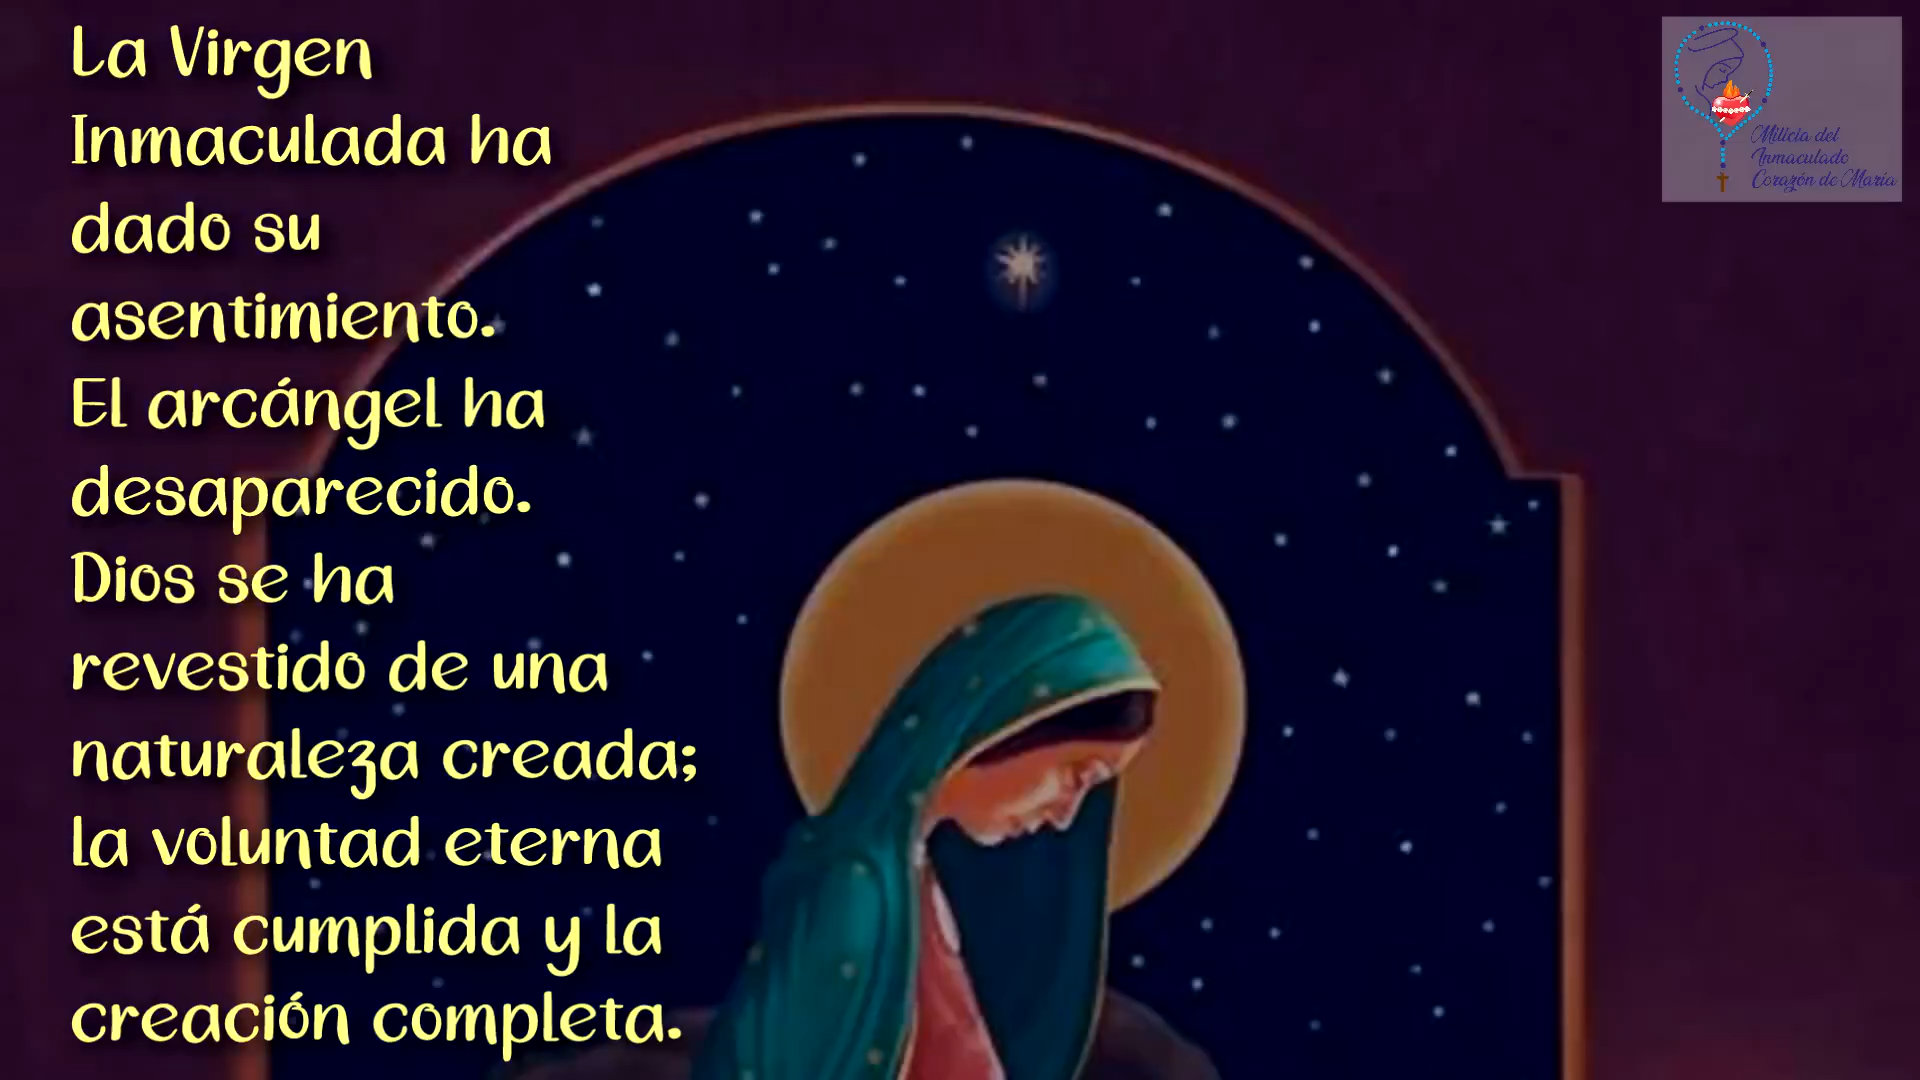 La Virgen
Inmaculada ha
dado su
asentimiento.
El arcángel ha
desaparecido.
Dios se ha
revestido de una
naturaleza creada;
la voluntad eterna
está cumplida y la
creación completa.
Milicia del
Inmaculado
Corazón de María